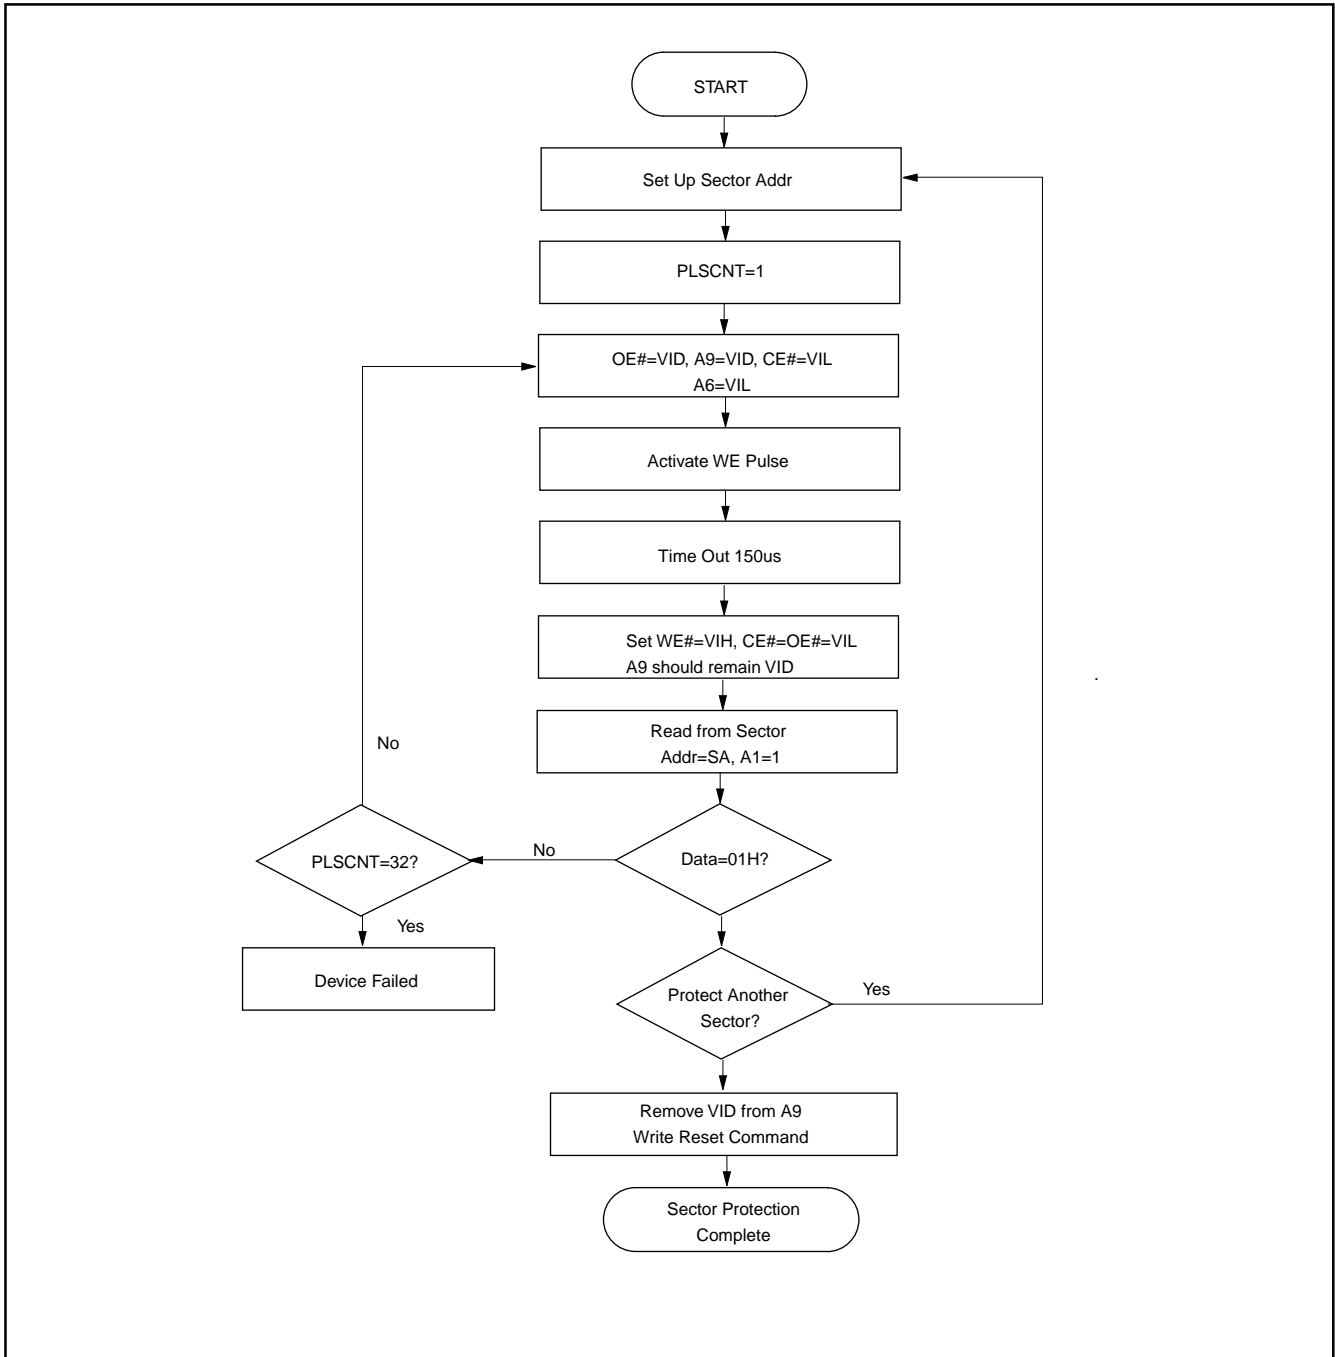 START
Set Up Sector Addr
PLSCNT=1
OE#=VID, A9=VID, CE#=VIL
A6=VIL
Activate WE Pulse
Time Out 150us
Set WE#=VIH, CE#=OE#=VIL
A9 should remain VID
.
Read from Sector
Addr=SA, A1=1
No
PLSCNT=32?
No
Data=01H?
Yes
Device Failed
Protect Another
Sector?
Yes
Remove VID from A9
Write Reset Command
Sector Protection
Complete